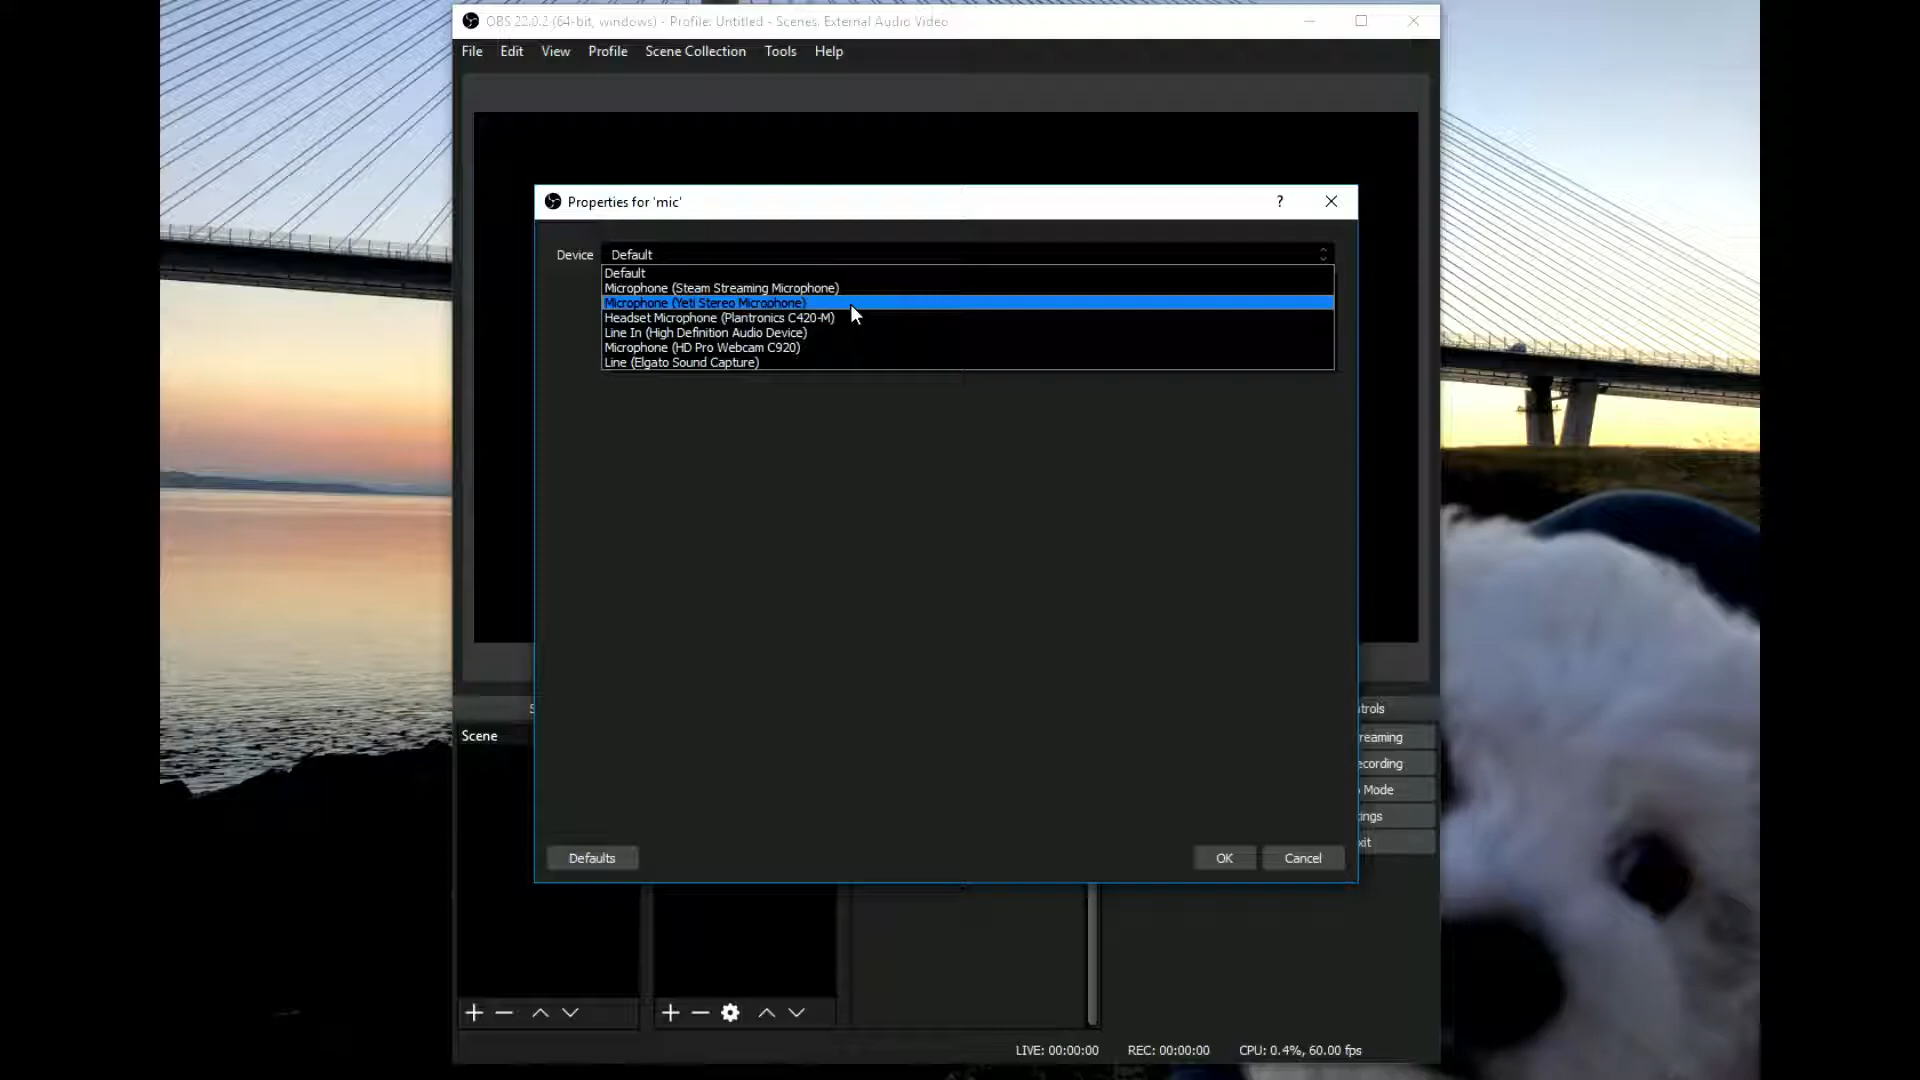 OBS 22.0.2 (64-bit, windows) - Profile: Untitled - Scenes: External Audio Video
File Edit View Profile Scene Collection Tools Help
Properties for 'mic'
?
Device Default
Default
Microphone (Steam Streaming Microphone)
Microphone (Yeti Stereo Microphone)
Headset Microphone (Plantronics C420-M)
Line In (High Definition Audio Device)
Microphone (HD Pro Webcam C920)
Line (Elgato Sound Capture)
S
trols
Scene
reaming
ecording
o Mode
tings
xit
Defaults OK Cancel
LIVE: 00:00:00 REC: 00:00:00 CPU: 0.4%, 60.00 fps